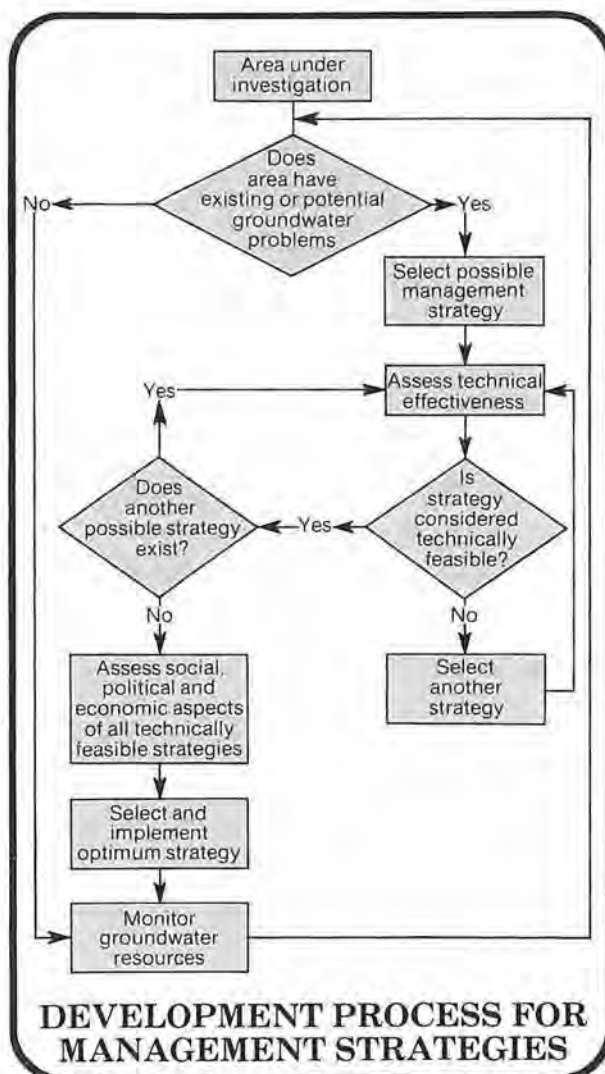 Area under
investigation
Does
area have
existing or potential
groundwater
problems
No
Yes
Select possible
management
strategy
Assess technical
effectiveness
Yes
Is
strategy
considered
technically
feasible?
Does
another
possible strategy
exist?
Yes
No
No
Assess social,
political and
economic aspects
of all technically
feasible strategies
Select
another
strategy
Select and
implement
optimum strategy
Monitor
groundwater
resources
DEVELOPMENT PROCESS FOR
MANAGEMENT STRATEGIES